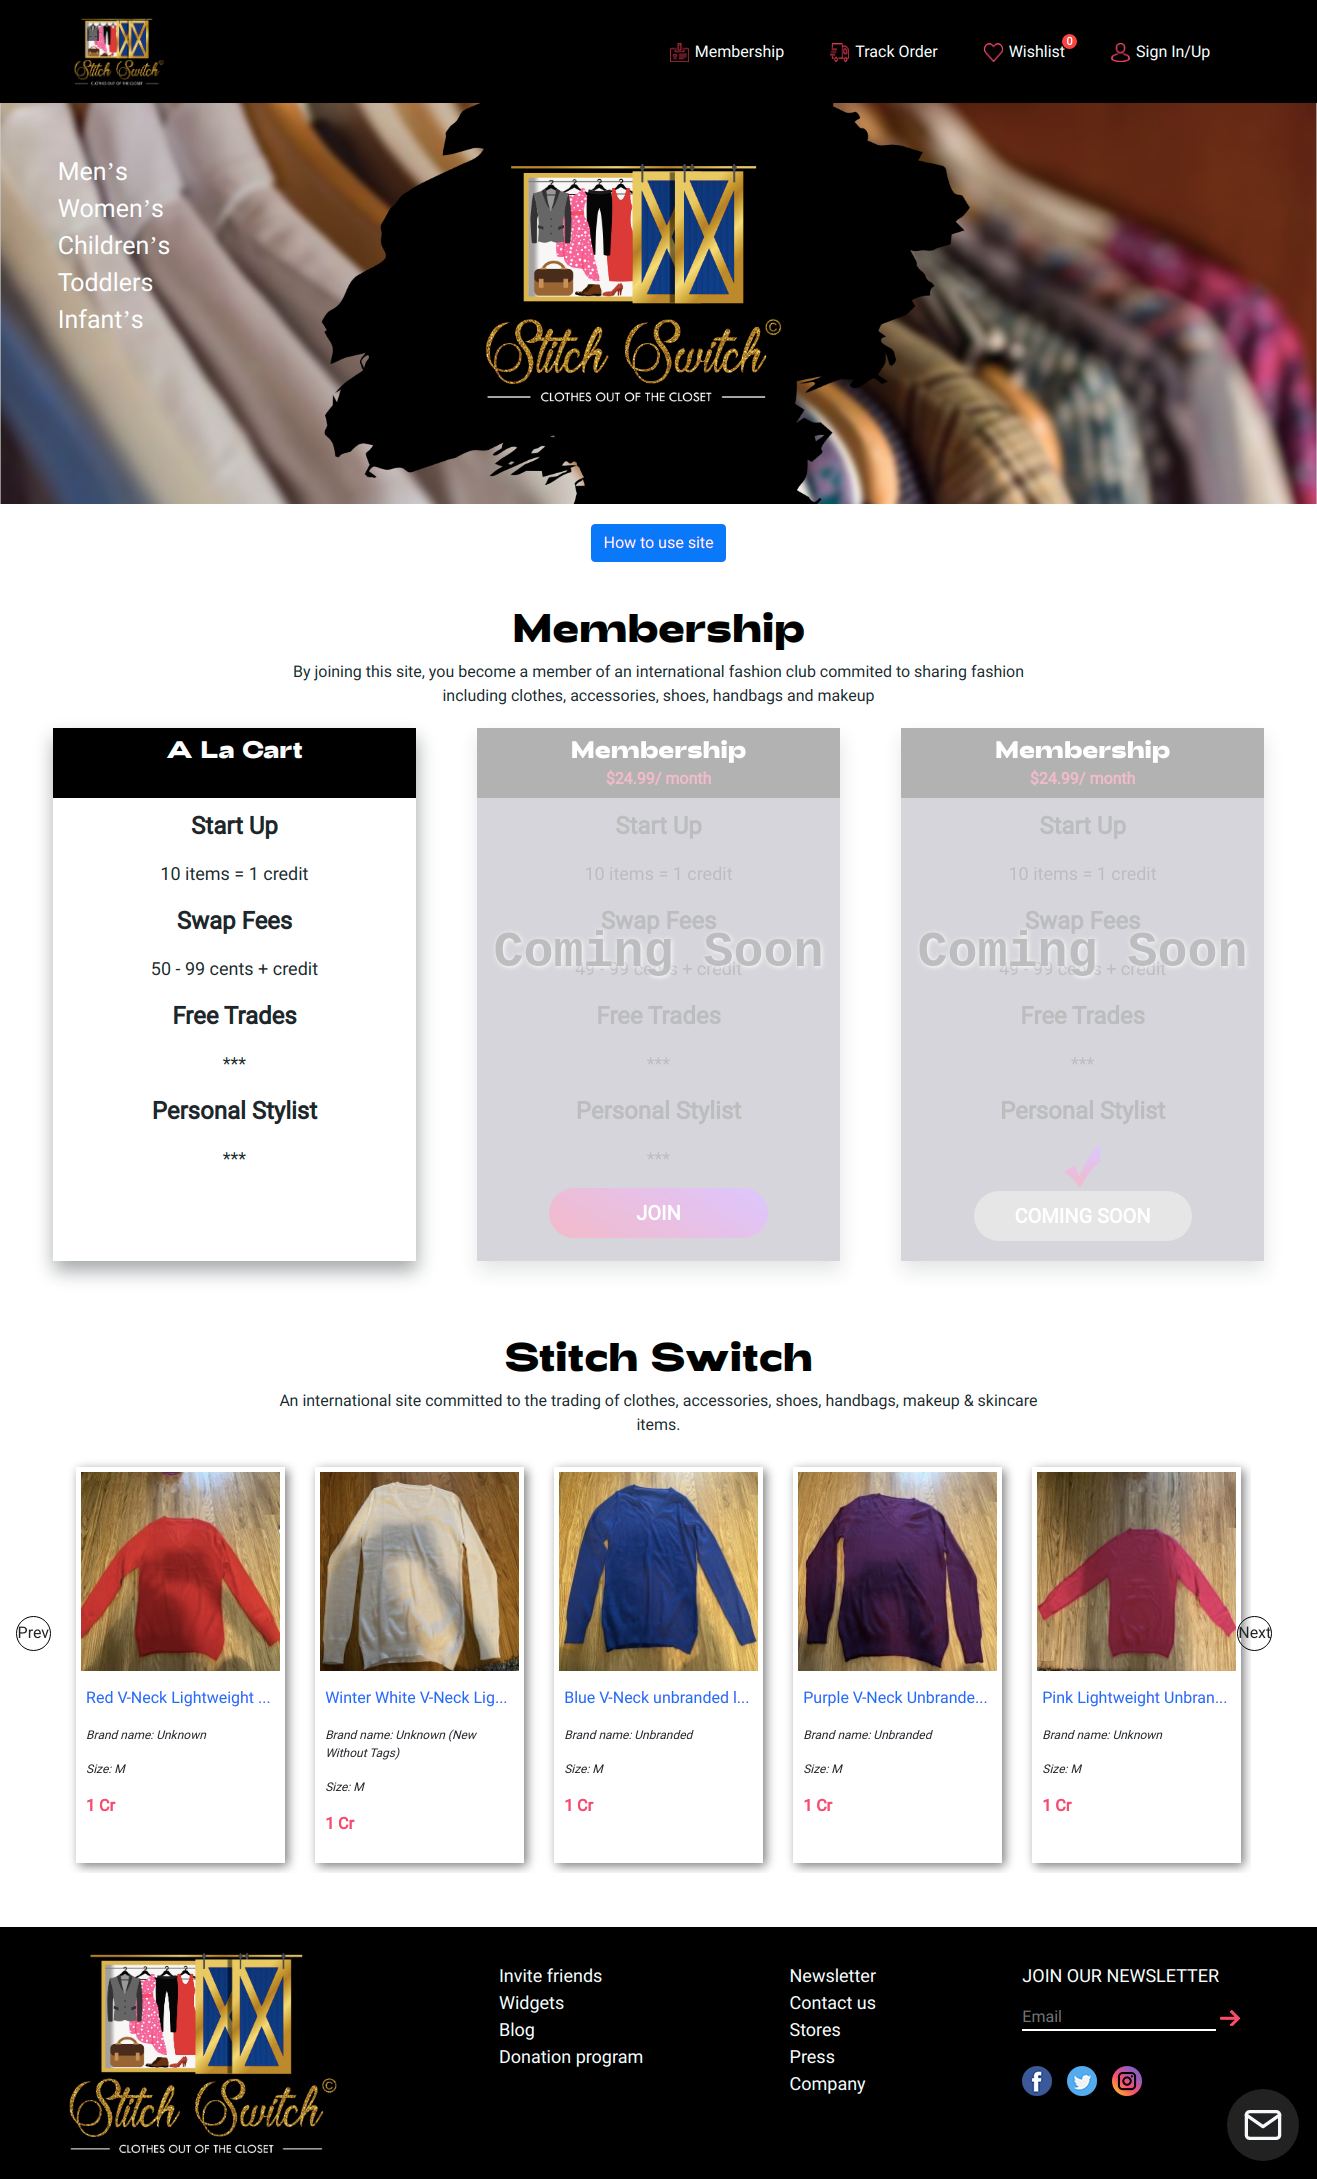 Stitch Switch©
CLOTHES OUT OF THE CLOSET
Membership
Track Order
Wishlist
0
Sign In/Up
Men's
Women's
Children's
Toddlers
Infant's
Stitch Switch©
CLOTHES OUT OF THE CLOSET
How to use site
Membership
By joining this site, you become a member of an international fashion club commited to sharing fashion
including clothes, accessories, shoes, handbags and makeup
A La Cart
Start Up
10 items = 1 credit
Swap Fees
50 - 99 cents + credit
Free Trades
***
Personal Stylist
***
Membership
$24.99/ month
Start Up
10 items = 1 credit
Swap Fees
Coming Soon
49 - 99 cents + credit
Free Trades
***
Personal Stylist
***
JOIN
Membership
$24.99/ month
Start Up
10 items = 1 credit
Swap Fees
Coming Soon
49 - 99 cents + credit
Free Trades
***
Personal Stylist
COMING SOON
Stitch Switch
An international site committed to the trading of clothes, accessories, shoes, handbags, makeup & skincare
items.
Prev
Red V-Neck Lightweight ...
Brand name: Unknown
Size: M
1 Cr
Winter White V-Neck Lig...
Brand name: Unknown (New
Without Tags)
Size: M
1 Cr
Blue V-Neck unbranded l...
Brand name: Unbranded
Size: M
1 Cr
Purple V-Neck Unbrande...
Brand name: Unbranded
Size: M
1 Cr
Pink Lightweight Unbran...
Brand name: Unknown
Size: M
1 Cr
Next
Stitch Switch©
CLOTHES OUT OF THE CLOSET
Invite friends
Widgets
Blog
Donation program
Newsletter
Contact us
Stores
Press
Company
JOIN OUR NEWSLETTER
Email